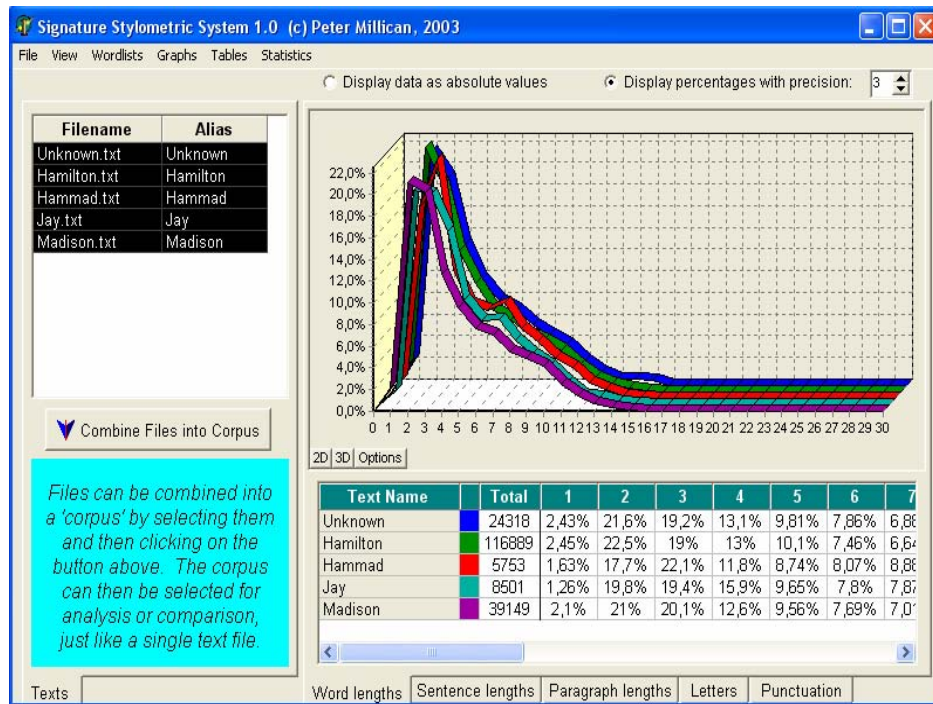 Signature Stylometric System 1.0 (c) Peter Millican, 2003
File View Wordlists Graphs Tables Statistics
Display data as absolute values Display percentages with precision: 3
Filename Alias
Unknown.txt Unknown
Hamilton.txt Hamilton
Hammad.txt Hammad
Jay.txt Jay
Madison.txt Madison
Combine Files into Corpus
Files can be combined into
a 'corpus' by selecting them
and then clicking on the
button above. The corpus
can then be selected for
analysis or comparison,
just like a single text file.
Texts
22,0%
20,0%
18,0%
16,0%
14,0%
12,0%
10,0%
8,0%
6,0%
4,0%
2,0%
0,0%
0 1 2 3 4 5 6 7 8 9 10 11 12 13 14 15 16 17 18 19 20 21 22 23 24 25 26 27 28 29 30
2D 3D Options
Text Name Total 1 2 3 4 5 6 7
Unknown 24318 2,43% 21,6% 19,2% 13,1% 9,81% 7,86% 6,88
Hamilton 116889 2,45% 22,5% 19% 13% 10,1% 7,46% 6,64
Hammad 5753 1,63% 17,7% 22,1% 11,8% 8,74% 8,07% 8,88
Jay 8501 1,26% 19,8% 19,4% 15,9% 9,65% 7,8% 7,87
Madison 39149 2,1% 21% 20,1% 12,6% 9,56% 7,69% 7,01
Word lengths Sentence lengths Paragraph lengths Letters Punctuation